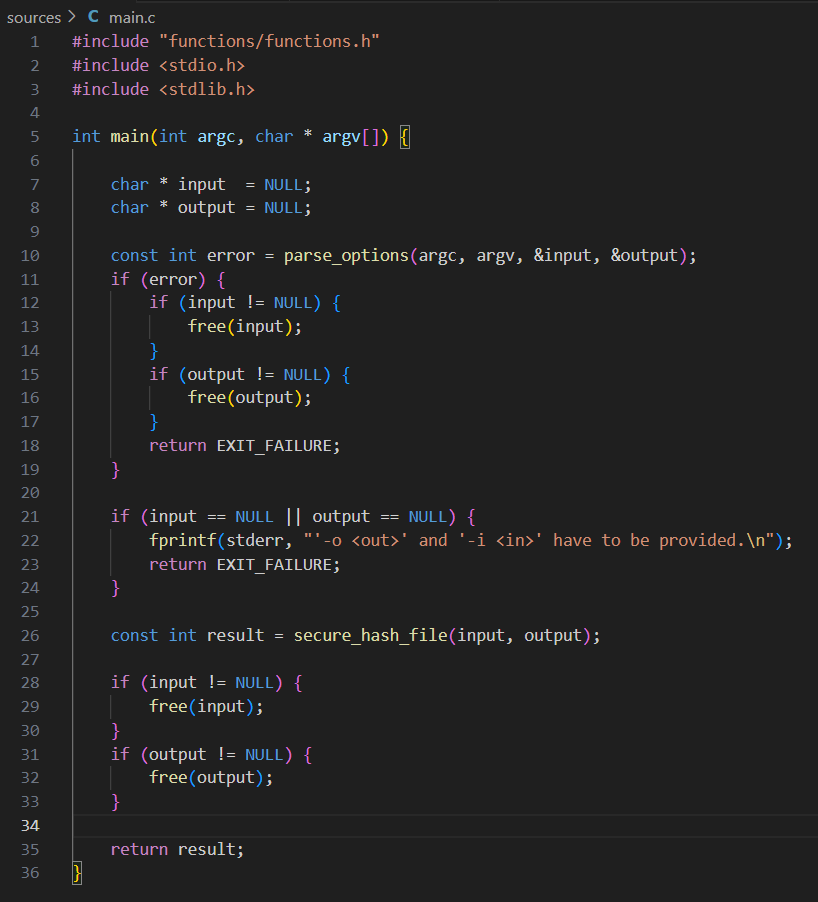 sources > C main.c
1 #include "functions/functions.h"
2 #include <stdio.h>
3 #include <stdlib.h>
4
5 int main(int argc, char * argv[]) {
6
7     char * input  = NULL;
8     char * output = NULL;
9
10     const int error = parse_options(argc, argv, &input, &output);
11     if (error) {
12         if (input != NULL) {
13             free(input);
14         }
15         if (output != NULL) {
16             free(output);
17         }
18         return EXIT_FAILURE;
19     }
20
21     if (input == NULL || output == NULL) {
22         fprintf(stderr, "'-o <out>' and '-i <in>' have to be provided.\n");
23         return EXIT_FAILURE;
24     }
25
26     const int result = secure_hash_file(input, output);
27
28     if (input != NULL) {
29         free(input);
30     }
31     if (output != NULL) {
32         free(output);
33     }
34
35     return result;
36 }